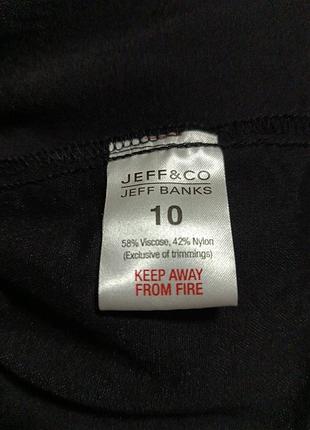 JEFF&CO
JEFF BANKS
10
58% Viscose, 42% Nylon
(Exclusive of trimmings)
KEEP AWAY
FROM FIRE